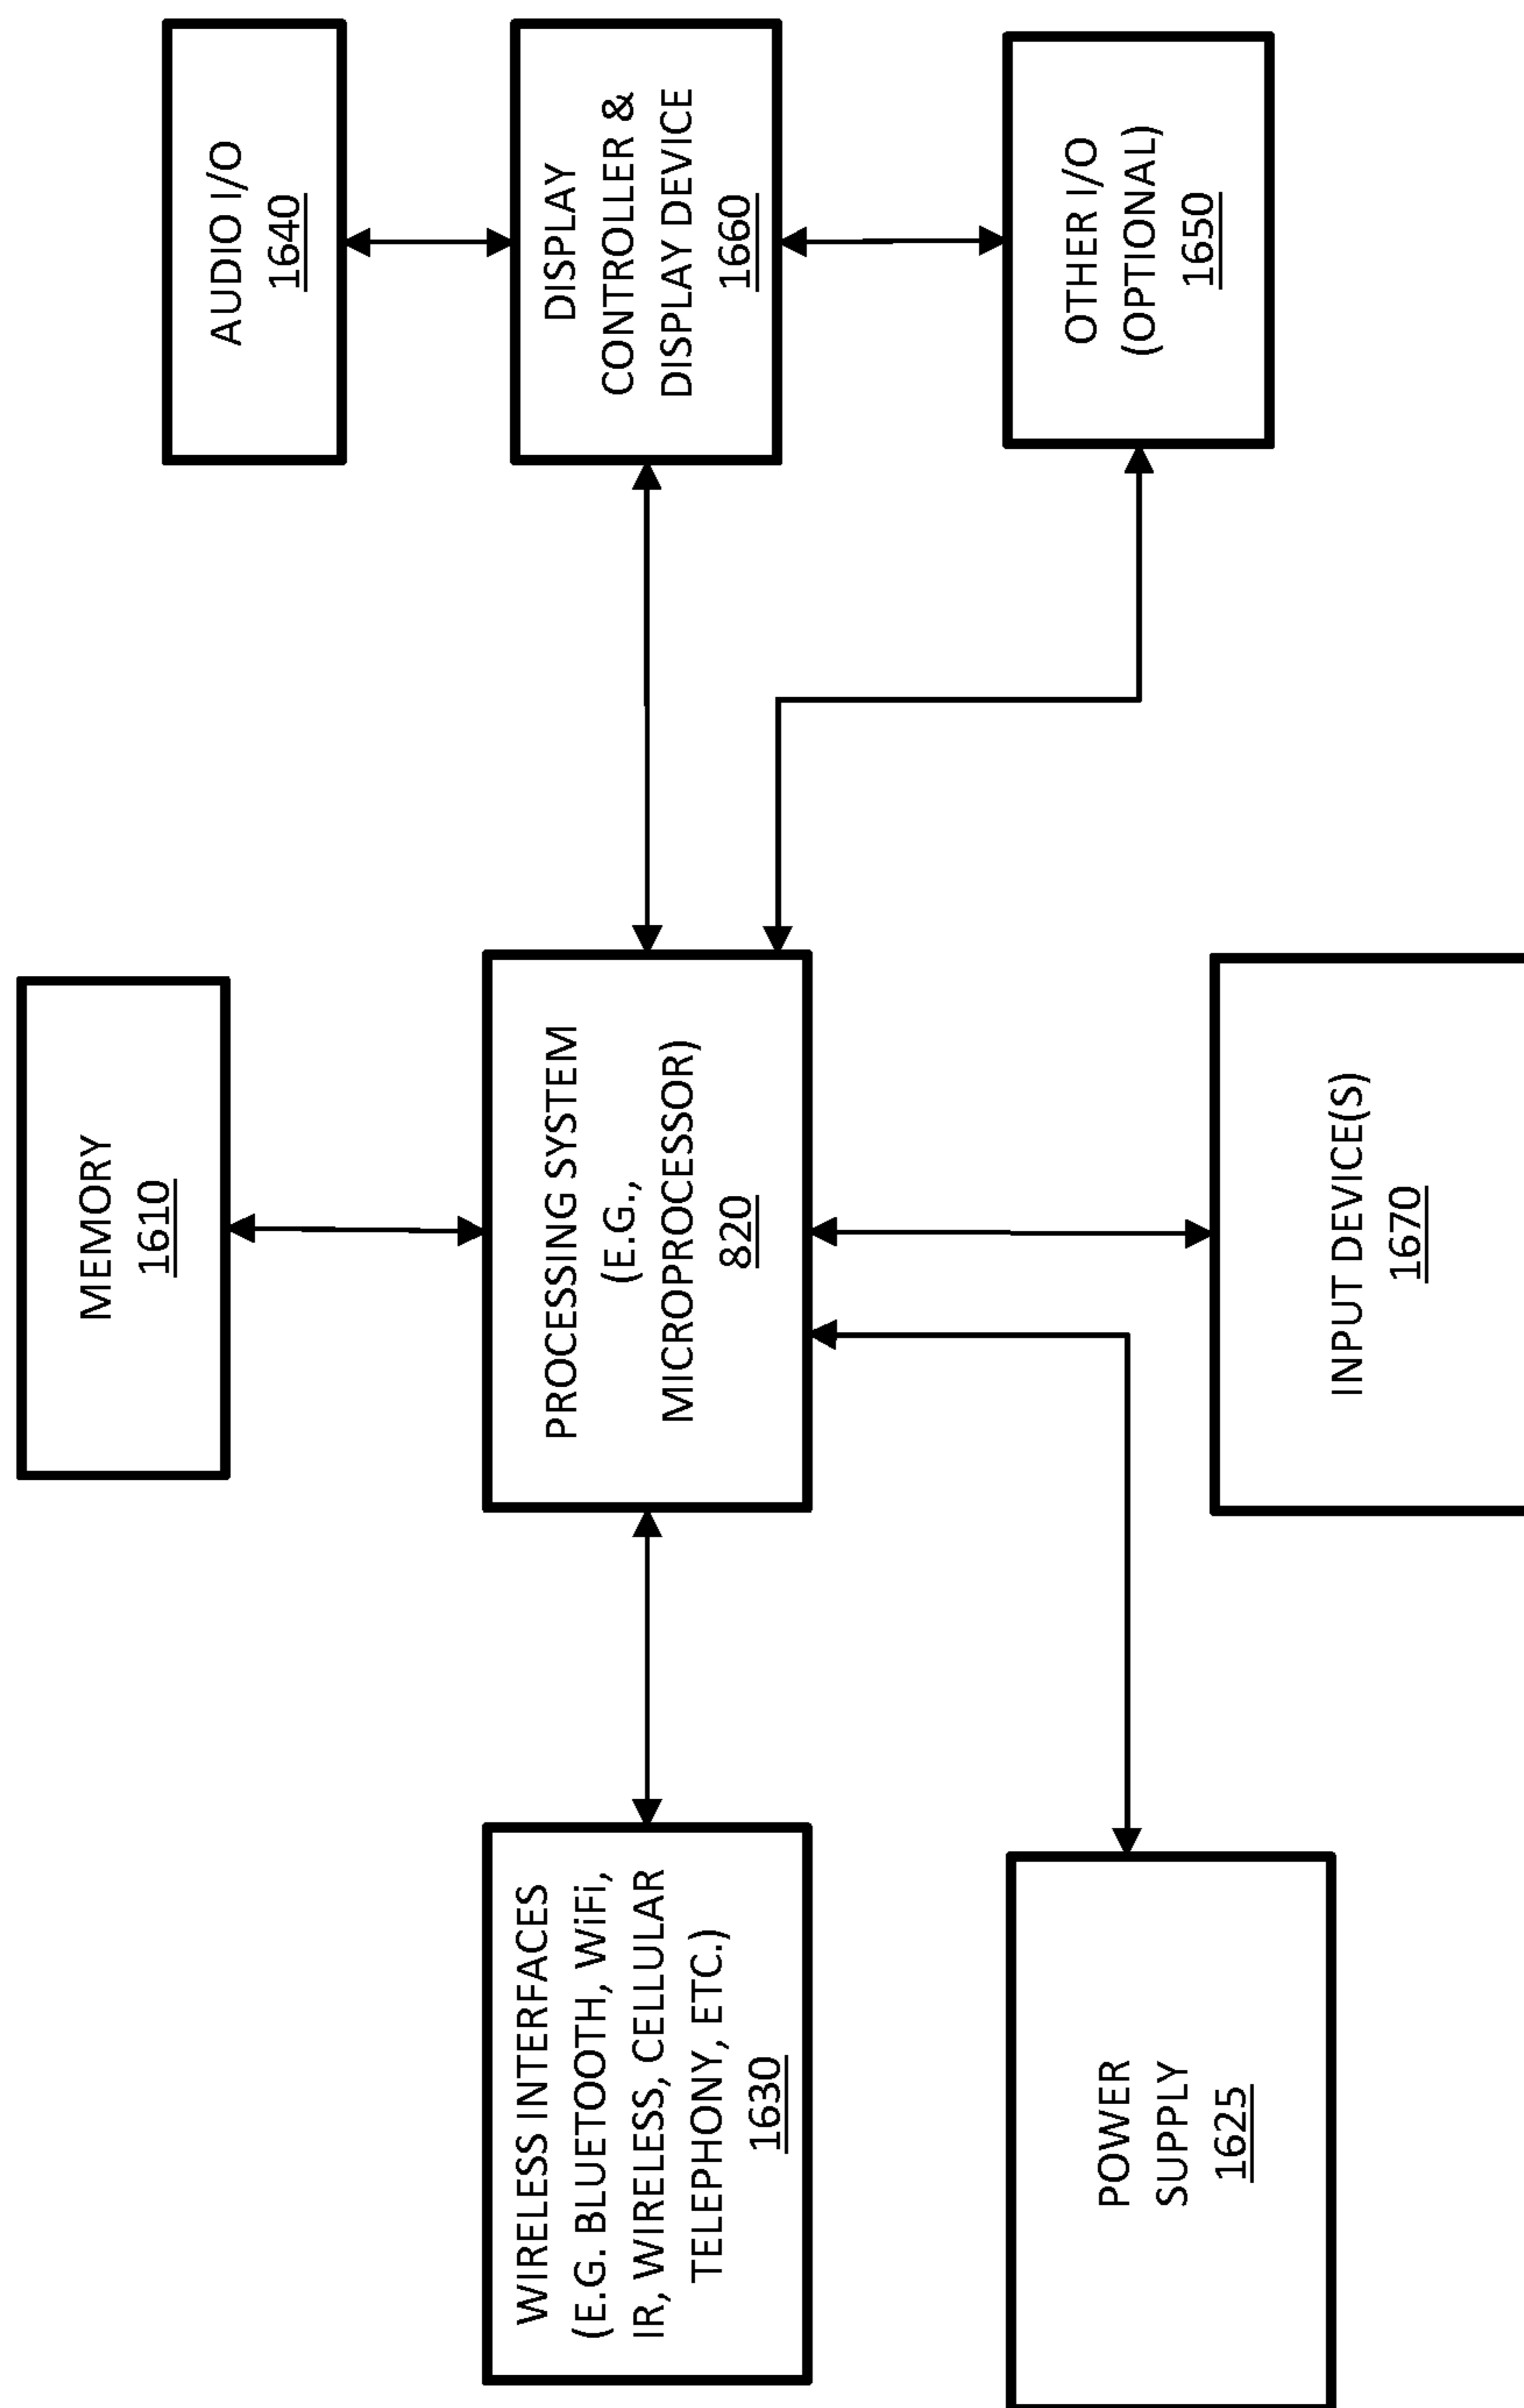 MEMORY
1610
AUDIO I/O
1640
WIRELESS INTERFACES
(E.G. BLUETOOTH, WiFi,
IR, WIRELESS, CELLULAR
TELEPHONY, ETC.)
1630
PROCESSING SYSTEM
(E.G.,
MICROPROCESSOR)
820
DISPLAY
CONTROLLER &
DISPLAY DEVICE
1660
POWER
SUPPLY
1625
INPUT DEVICE(S)
1670
OTHER I/O
(OPTIONAL)
1650